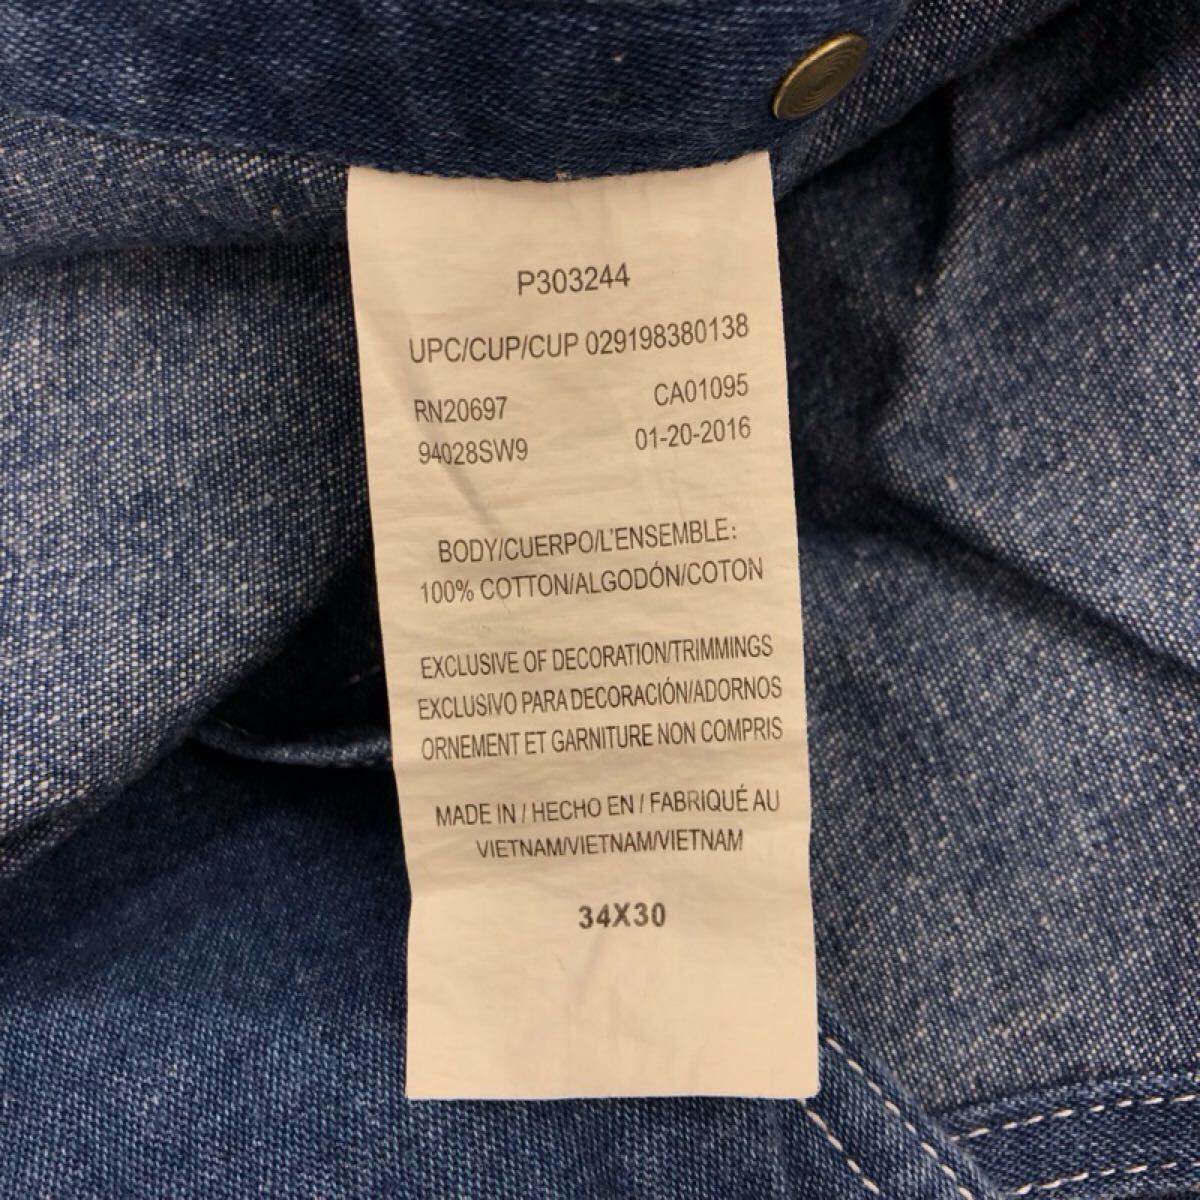 P303244
UPC/CUP/CUP 029198380138
RN20697 CA01095
94028SW9 01-20-2016
BODY/CUERPO/L'ENSEMBLE:
100% COTTON/ALGODÓN/COTON
EXCLUSIVE OF DECORATION/TRIMMINGS
EXCLUSIVO PARA DECORACIÓN/ADORNOS
ORNEMENT ET GARNITURE NON COMPRIS
MADE IN / HECHO EN / FABRIQUÉ AU
VIETNAM/VIETNAM/VIETNAM
34X30